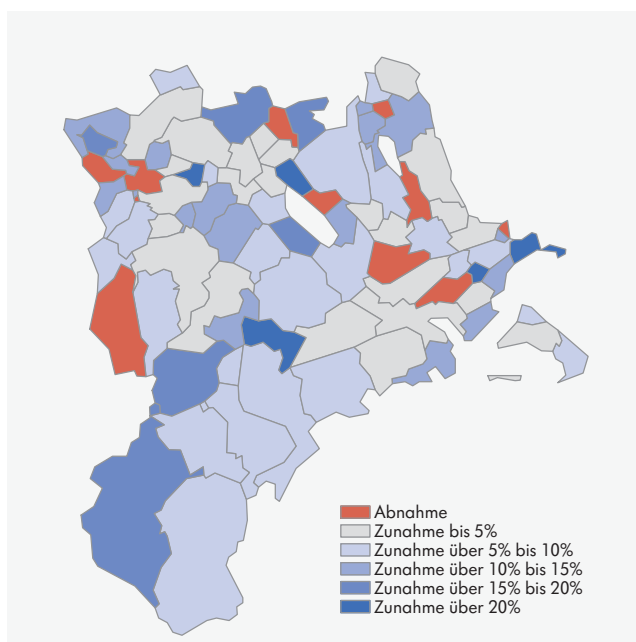 Abnahme
Zunahme bis 5%
Zunahme über 5% bis 10%
Zunahme über 10% bis 15%
Zunahme über 15% bis 20%
Zunahme über 20%